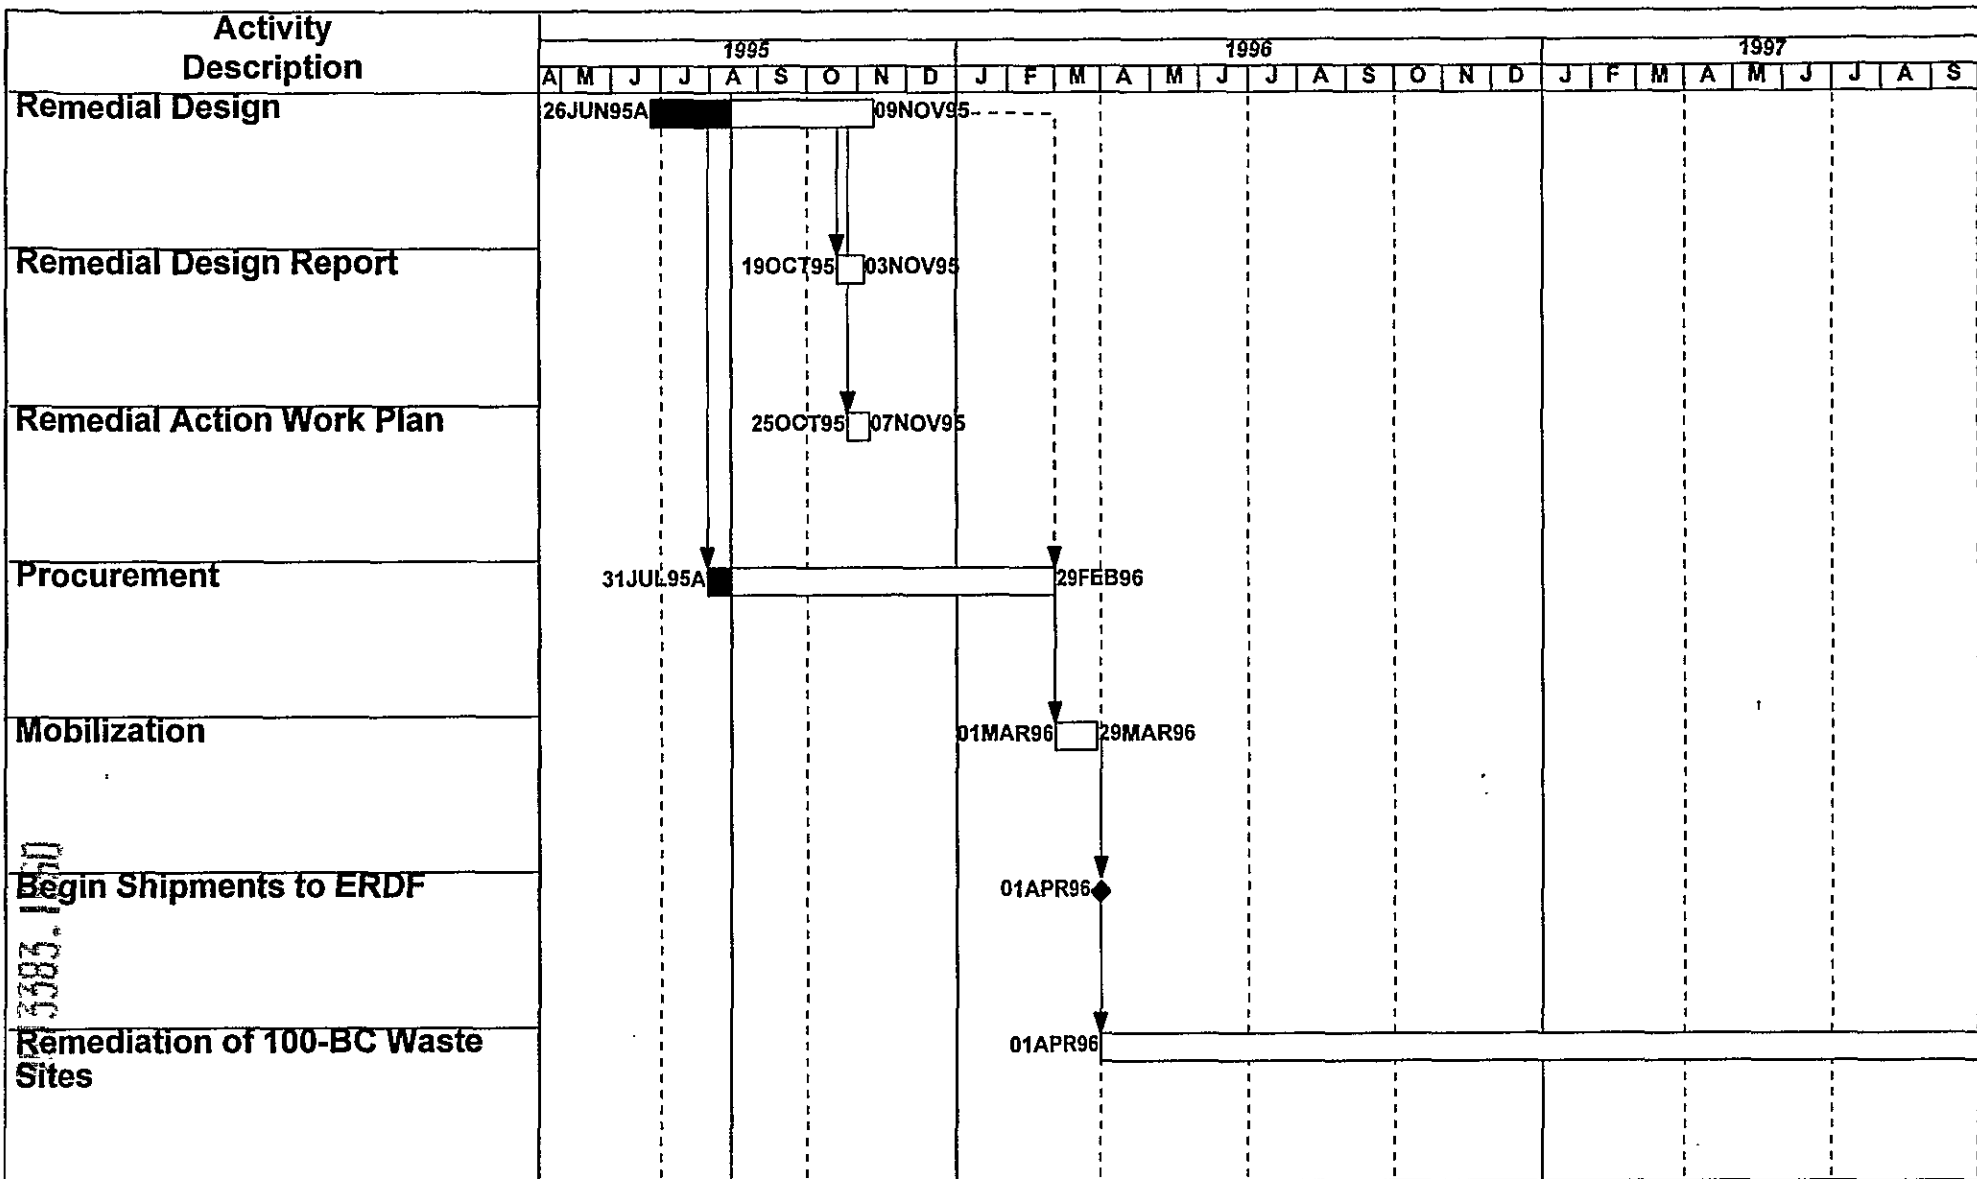 Activity
Description
1995 1996 1997
A M J J A S O N D J F M A M J J A S O N D J F M A M J J A S
Remedial Design
26JUN95A 09NOV95
Remedial Design Report
19OCT95 03NOV95
Remedial Action Work Plan
25OCT95 07NOV95
Procurement
31JUL95A 29FEB96
Mobilization
01MAR96 29MAR96
Begin Shipments to ERDF
01APR96
Remediation of 100-BC Waste
Sites
01APR96